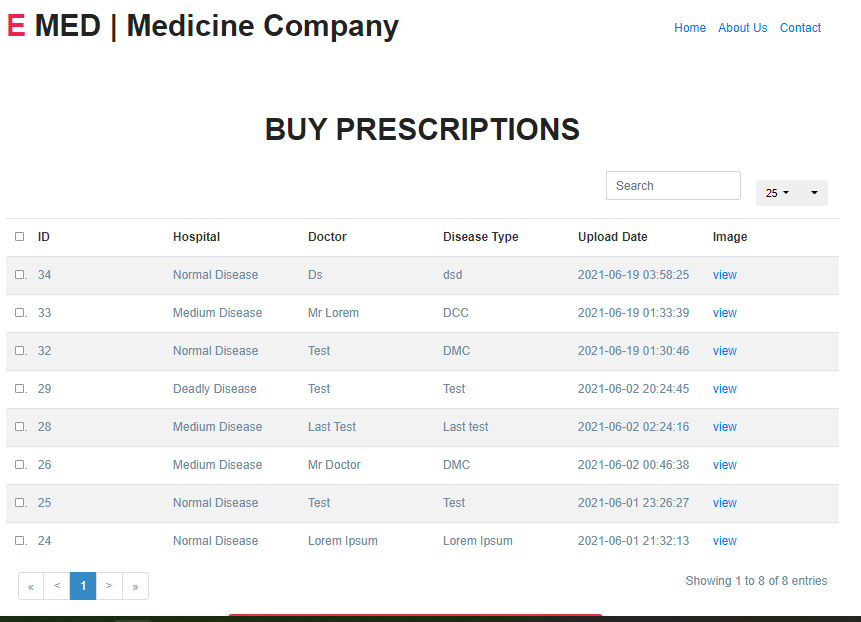 E MED | Medicine Company
Home About Us Contact
BUY PRESCRIPTIONS
Search 25
ID Hospital Doctor Disease Type Upload Date Image
34 Normal Disease Ds dsd 2021-06-19 03:58:25 view
33 Medium Disease Mr Lorem DCC 2021-06-19 01:33:39 view
32 Normal Disease Test DMC 2021-06-19 01:30:46 view
29 Deadly Disease Test Test 2021-06-02 20:24:45 view
28 Medium Disease Last Test Last test 2021-06-02 02:24:16 view
26 Medium Disease Mr Doctor DMC 2021-06-02 00:46:38 view
25 Normal Disease Test Test 2021-06-01 23:26:27 view
24 Normal Disease Lorem Ipsum Lorem Ipsum 2021-06-01 21:32:13 view
« < 1 > » Showing 1 to 8 of 8 entries